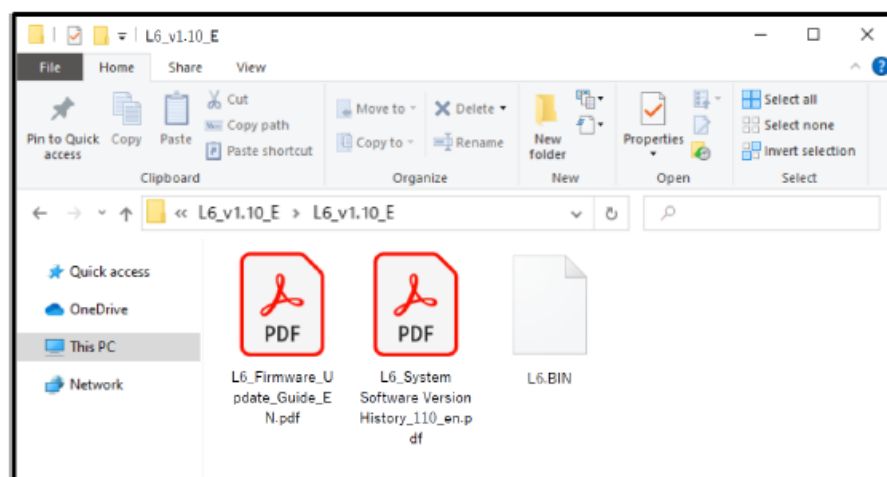 L6_v1.10_E
File Home Share View
Pin to Quick access
Copy
Paste
Cut
Copy path
Paste shortcut
Move to
Copy to
Delete
Rename
New folder
Properties
Select all
Select none
Invert selection
Clipboard
Organize
New
Open
Select
« L6_v1.10_E > L6_v1.10_E
Quick access
OneDrive
This PC
Network
PDF
L6_Firmware_U
pdate_Guide_E
N.pdf
PDF
L6_System
Software Version
History_110_en.p
df
L6.BIN